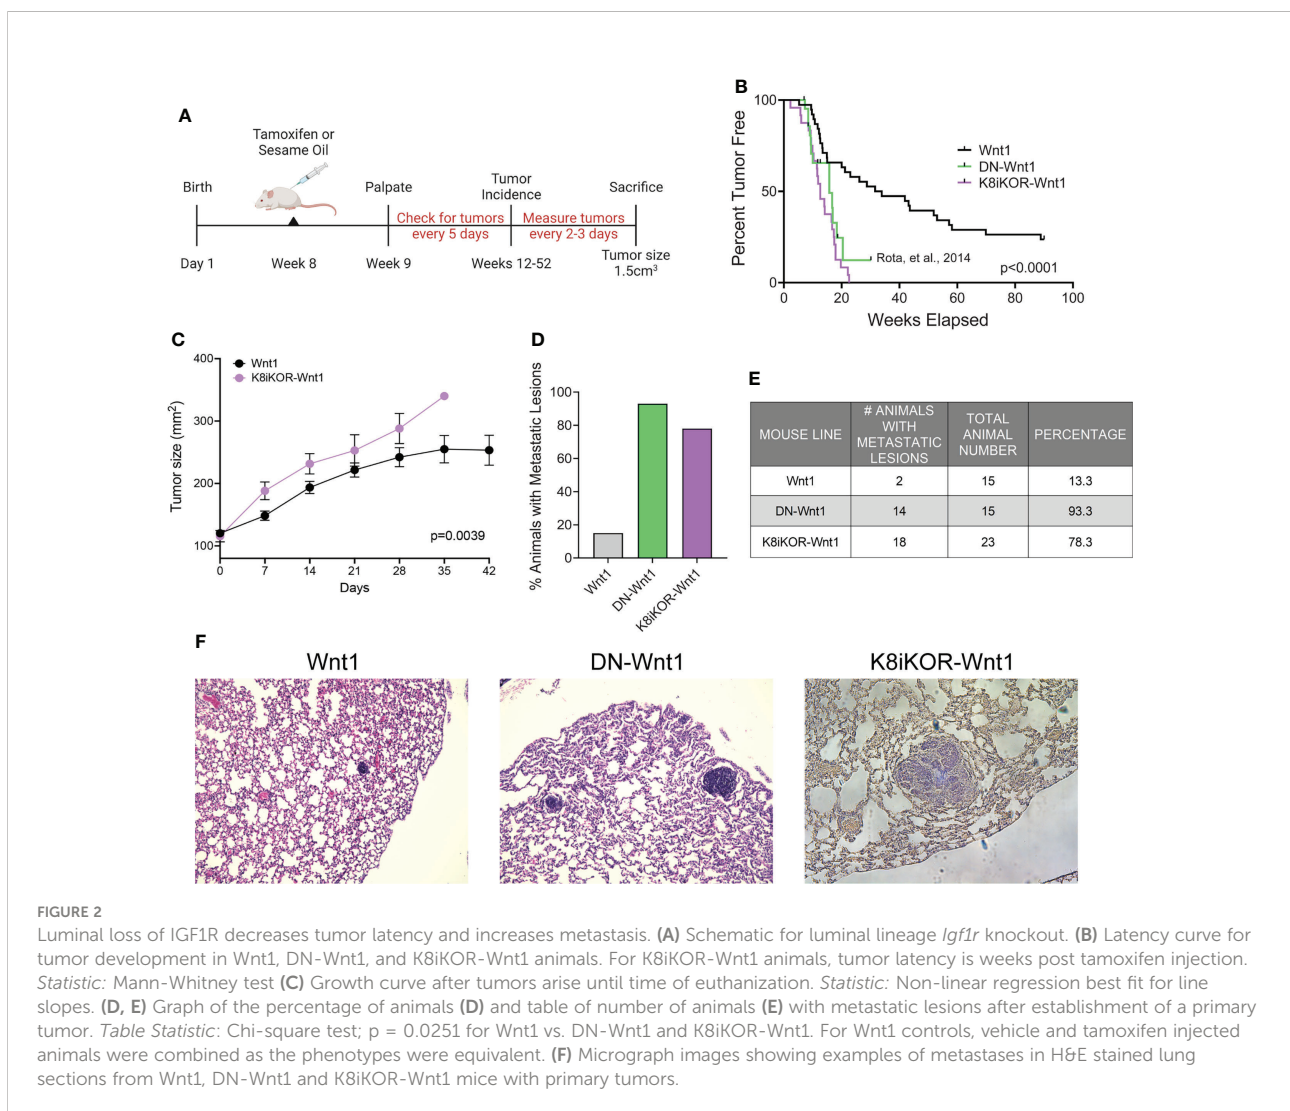 A
Tamoxifen or
Sesame Oil
Birth
Palpate
Tumor
Incidence
Sacrifice
Check for tumors
every 5 days
Measure tumors
every 2-3 days
Day 1
Week 8
Week 9
Weeks 12-52
Tumor size
1.5cm³
B
Percent Tumor Free
100
50
0
Wnt1
DN-Wnt1
K8iKOR-Wnt1
Rota, et al., 2014
p<0.0001
0 20 40 60 80 100
Weeks Elapsed
C
Tumor size (mm²)
400
300
200
100
Wnt1
K8iKOR-Wnt1
p=0.0039
0 7 14 21 28 35 42
Days
D
% Animals with Metastatic Lesions
100
80
60
40
20
0
Wnt1
DN-Wnt1
K8iKOR-Wnt1
E
MOUSE LINE
# ANIMALS
WITH
METASTATIC
LESIONS
TOTAL
ANIMAL
NUMBER
PERCENTAGE
Wnt1 2 15 13.3
DN-Wnt1 14 15 93.3
K8iKOR-Wnt1 18 23 78.3
F
Wnt1
DN-Wnt1
K8iKOR-Wnt1
FIGURE 2
Luminal loss of IGF1R decreases tumor latency and increases metastasis. (A) Schematic for luminal lineage Igf1r knockout. (B) Latency curve for
tumor development in Wnt1, DN-Wnt1, and K8iKOR-Wnt1 animals. For K8iKOR-Wnt1 animals, tumor latency is weeks post tamoxifen injection.
Statistic: Mann-Whitney test (C) Growth curve after tumors arise until time of euthanization. Statistic: Non-linear regression best fit for line
slopes. (D, E) Graph of the percentage of animals (D) and table of number of animals (E) with metastatic lesions after establishment of a primary
tumor. Table Statistic: Chi-square test; p = 0.0251 for Wnt1 vs. DN-Wnt1 and K8iKOR-Wnt1. For Wnt1 controls, vehicle and tamoxifen injected
animals were combined as the phenotypes were equivalent. (F) Micrograph images showing examples of metastases in H&E stained lung
sections from Wnt1, DN-Wnt1 and K8iKOR-Wnt1 mice with primary tumors.